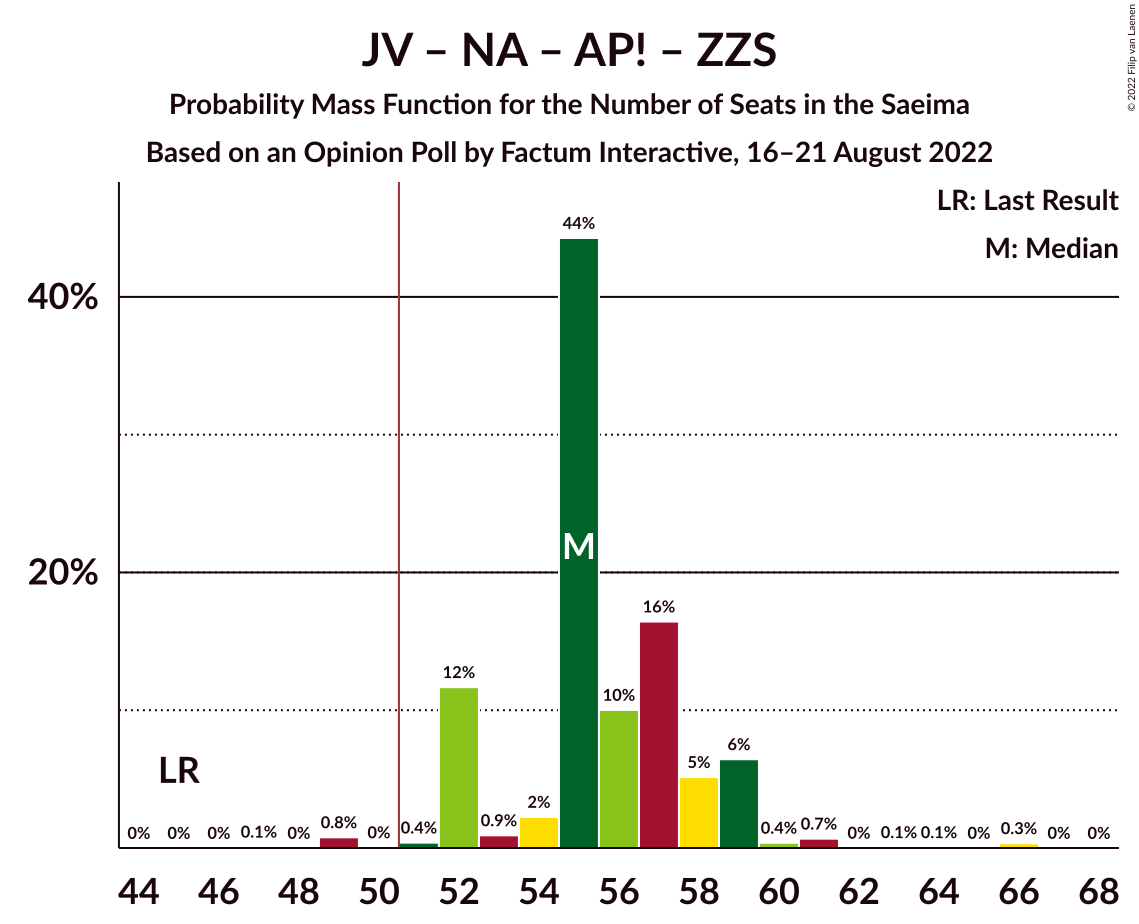 JV – NA – AP! – ZZS
Probability Mass Function for the Number of Seats in the Saeima
Based on an Opinion Poll by Factum Interactive, 16–21 August 2022
© 2022 Filip van Laenen
LR: Last Result
M: Median
40%
20%
44%
M
16%
12%
10%
6%
5%
2%
LR
0% 0% 0% 0.1% 0% 0.8% 0% 0.4% 0.9% 0.4% 0.7% 0% 0.1% 0.1% 0% 0.3% 0% 0%
44 46 48 50 52 54 56 58 60 62 64 66 68